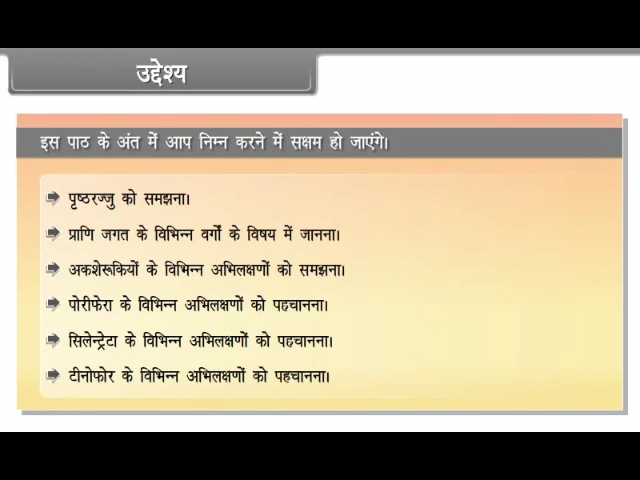 उद्देश्य
इस पाठ के अंत में आप निम्न करने में सक्षम हो जाएंगे।
पृष्ठरज्जु को समझना।
प्राणि जगत के विभिन्न वर्गों के विषय में जानना।
अकशेरूकियों के विभिन्न अभिलक्षणों को समझना।
पोरीफेरा के विभिन्न अभिलक्षणों को पहचानना।
सिलेन्ट्रेटा के विभिन्न अभिलक्षणों को पहचानना।
टीनोफोर के विभिन्न अभिलक्षणों को पहचानना।